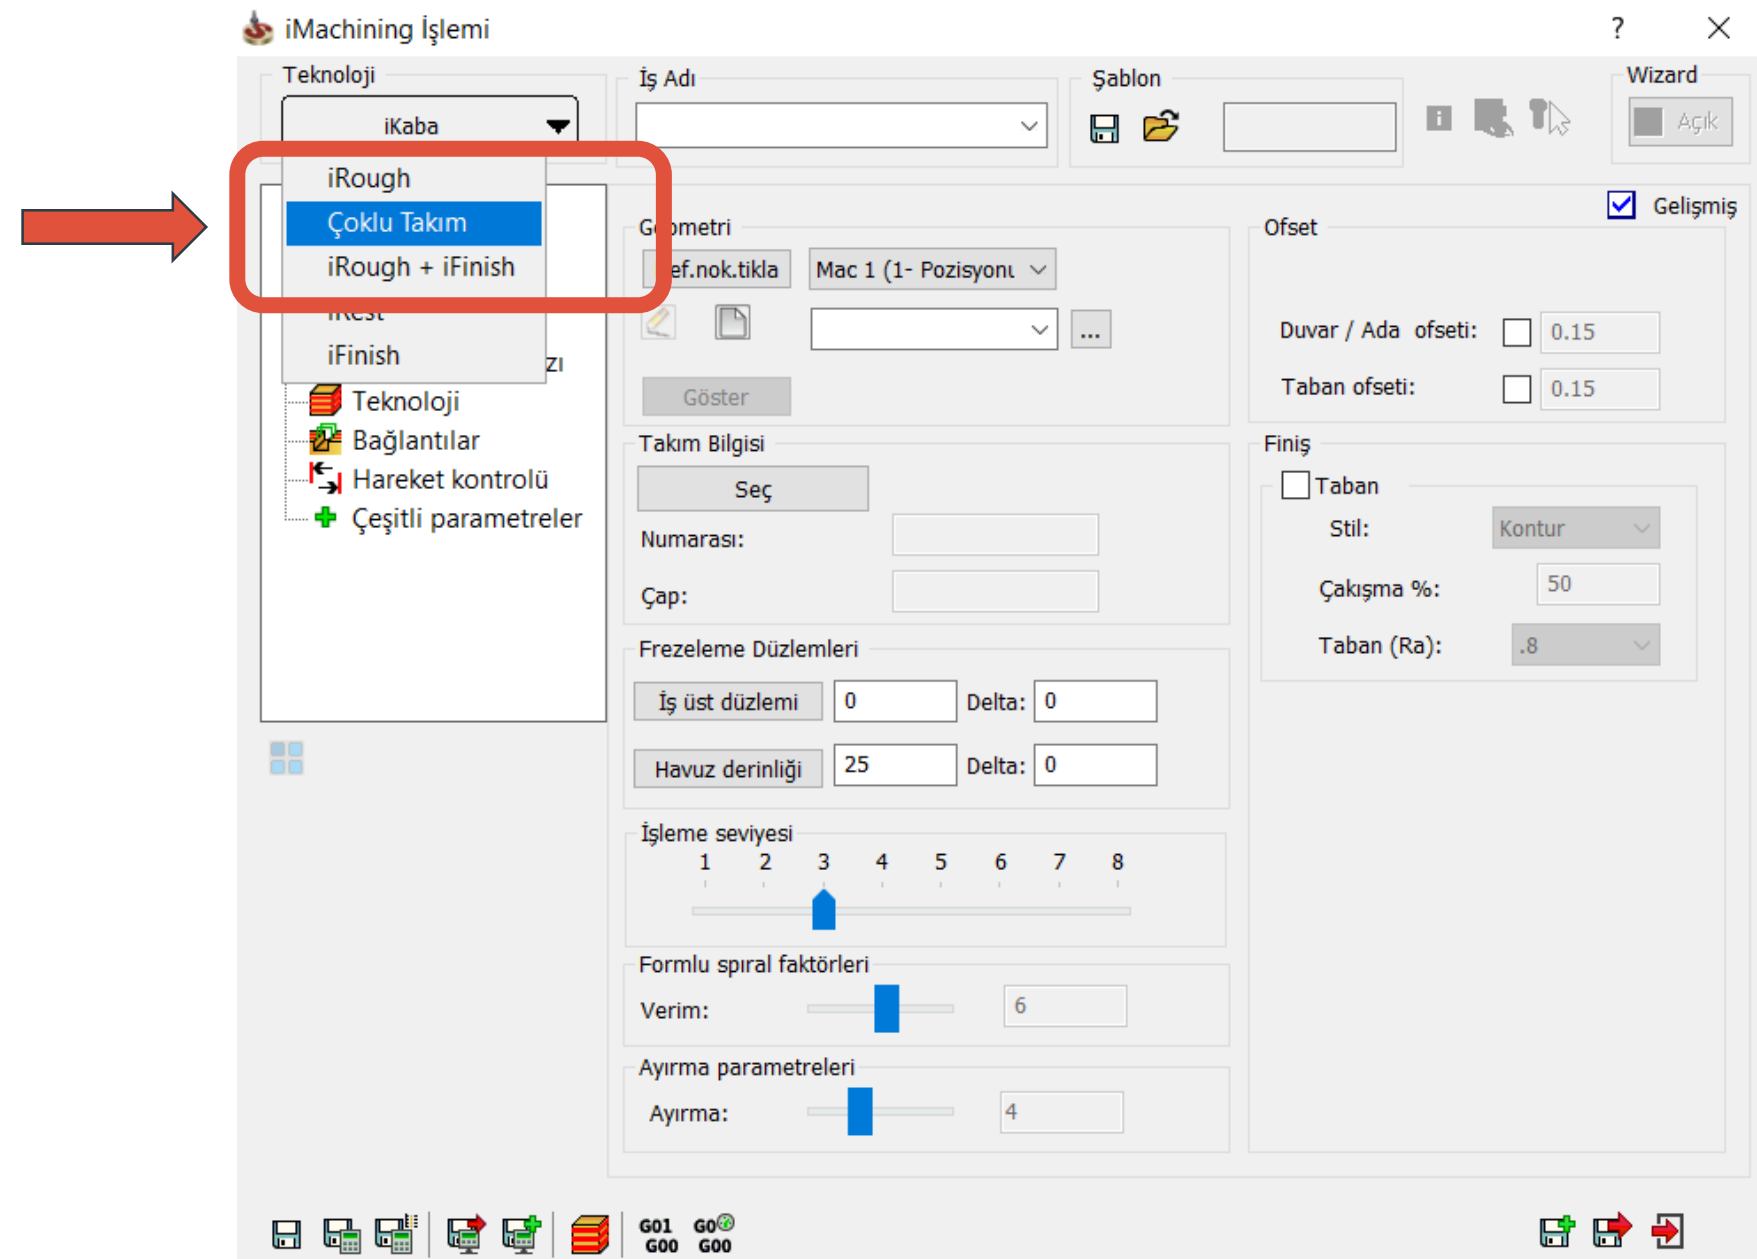 iMachining İşlemi
?
Teknoloji
iKaba
İş Adı
Şablon
Wizard
Açık
iRough
Çoklu Takım
iRough + iFinish
iFinish
Teknoloji
Bağlantılar
Hareket kontrolü
Çeşitli parametreler
Gelişmiş
Geometri
ef.nok.tikla
Mac 1 (1- Pozisyonu
...
Göster
Takım Bilgisi
Seç
Numarası:
Çap:
Frezeleme Düzlemleri
İş üst düzlemi
0
Delta:
0
Havuz derinliği
25
Delta:
0
İşleme seviyesi
1 2 3 4 5 6 7 8
Formlu spıral faktörleri
Verim:
6
Ayırma parametreleri
Ayırma:
4
Ofset
Duvar / Ada ofseti:
0.15
Taban ofseti:
0.15
Finiş
Taban
Stil:
Kontur
Çakışma %:
50
Taban (Ra):
.8
G01
G00
G0
G00